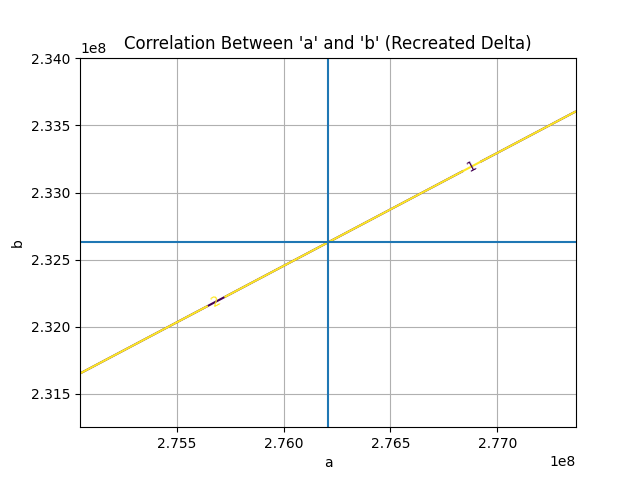 Correlation Between 'a' and 'b' (Recreated Delta)
1e8
2.340
2.335
2.330
2.325
2.320
2.315
b
1
2.755
2.760
2.765
2.770
a
1e8